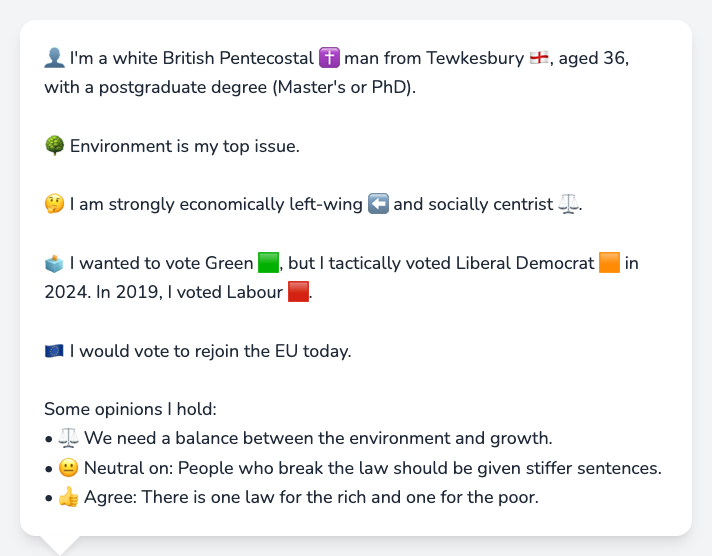 👤 I'm a white British Pentecostal ✝️ man from Tewkesbury 🏴󠁧󠁢󠁥󠁮󠁧󠁿, aged 36,
with a postgraduate degree (Master's or PhD).
🌳 Environment is my top issue.
🤔 I am strongly economically left-wing ⬅️ and socially centrist ⚖️.
🗳️ I wanted to vote Green 🟩, but I tactically voted Liberal Democrat 🟧 in
2024. In 2019, I voted Labour 🟥.
🇪🇺 I would vote to rejoin the EU today.
Some opinions I hold:
• ⚖️ We need a balance between the environment and growth.
• 😐 Neutral on: People who break the law should be given stiffer sentences.
• 👍 Agree: There is one law for the rich and one for the poor.